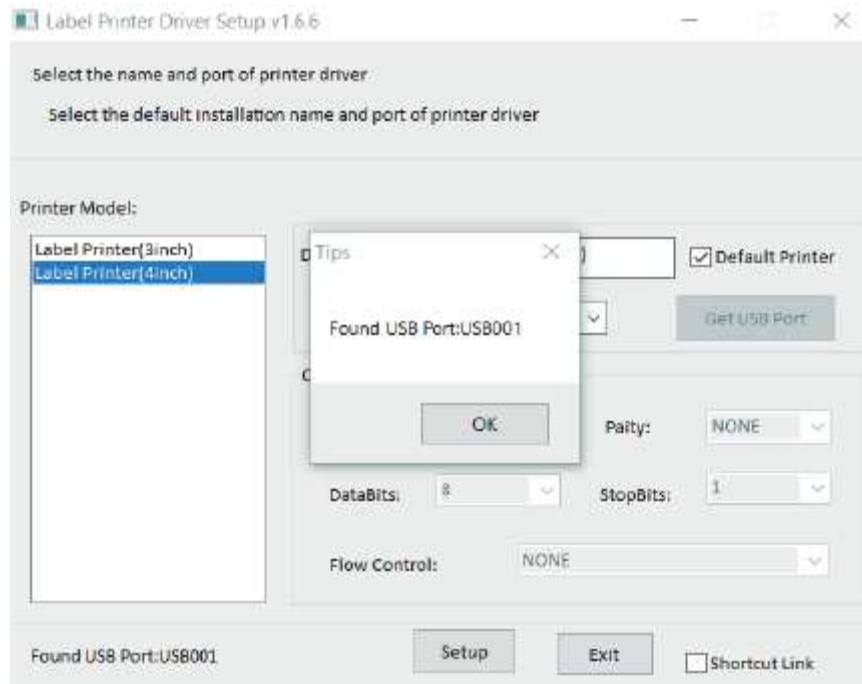 Label Printer Driver Setup v1.6.6
Select the name and port of printer driver
Select the default installation name and port of printer driver
Printer Model:
Label Printer(3inch)
Label Printer(4inch)
Tips
Default Printer
Found USB Port:USB001
Get USB Port
OK
Paity:
NONE
DataBits:
8
StopBits:
1
Flow Control:
NONE
Found USB Port:USB001
Setup
Exit
Shortcut Link